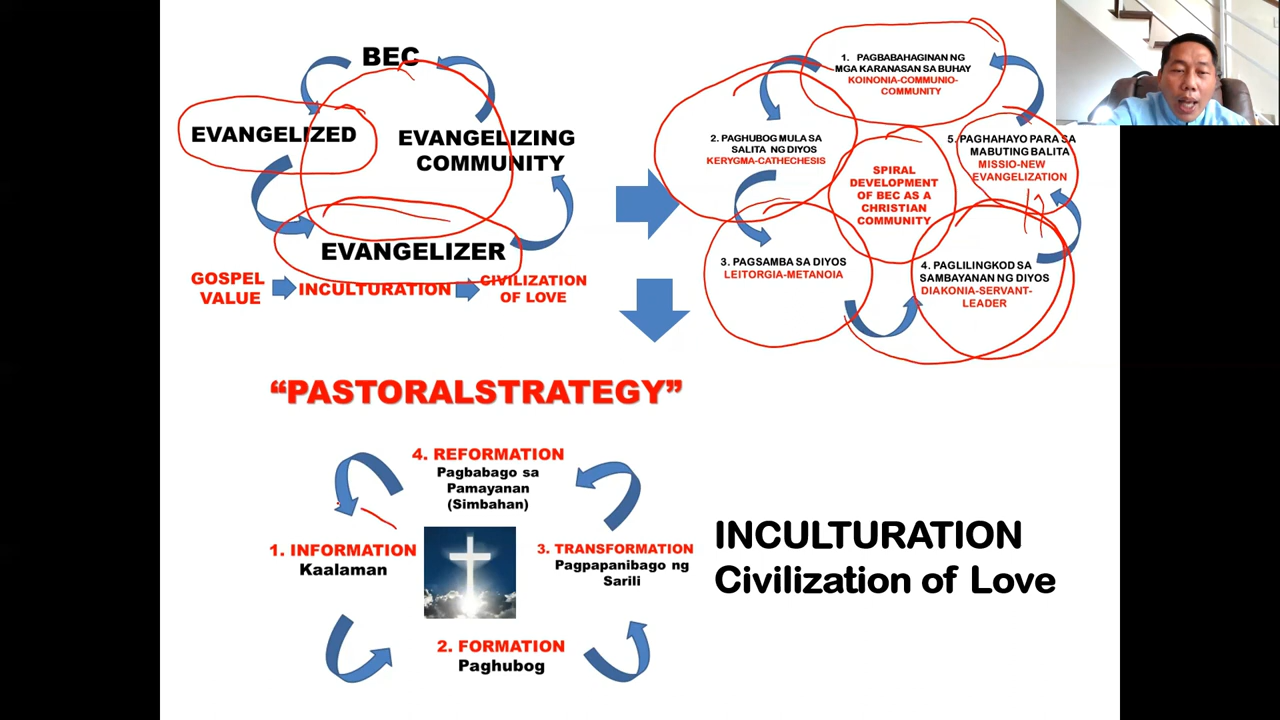 BEC
EVANGELIZED
EVANGELIZING
COMMUNITY
EVANGELIZER
GOSPEL
VALUE
INCULTURATION
CIVILIZATION
OF LOVE
1. PAGBABAHAGINAN NG
MGA KARANASAN SA BUHAY
KOINONIA-COMMUNIO-
COMMUNITY
2. PAGHUBOG MULA SA
SALITA NG DIYOS
KERYGMA-CATHECHESIS
3. PAGSAMBA SA DIYOS
LEITORGIA-METANOIA
4. PAGLILINGKOD SA
SAMBAYANAN NG DIYOS
DIAKONIA-SERVANT-
LEADER
5. PAGHAHAYO PARA SA
MABUTING BALITA
MISSIO-NEW
EVANGELIZATION
SPIRAL
DEVELOPMENT
OF BEC AS A
CHRISTIAN
COMMUNITY
“PASTORALSTRATEGY”
4. REFORMATION
Pagbabago sa
Pamayanan
(Simbahan)
1. INFORMATION
Kaalaman
3. TRANSFORMATION
Pagpapanibago ng
Sarili
2. FORMATION
Paghubog
INCULTURATION
Civilization of Love